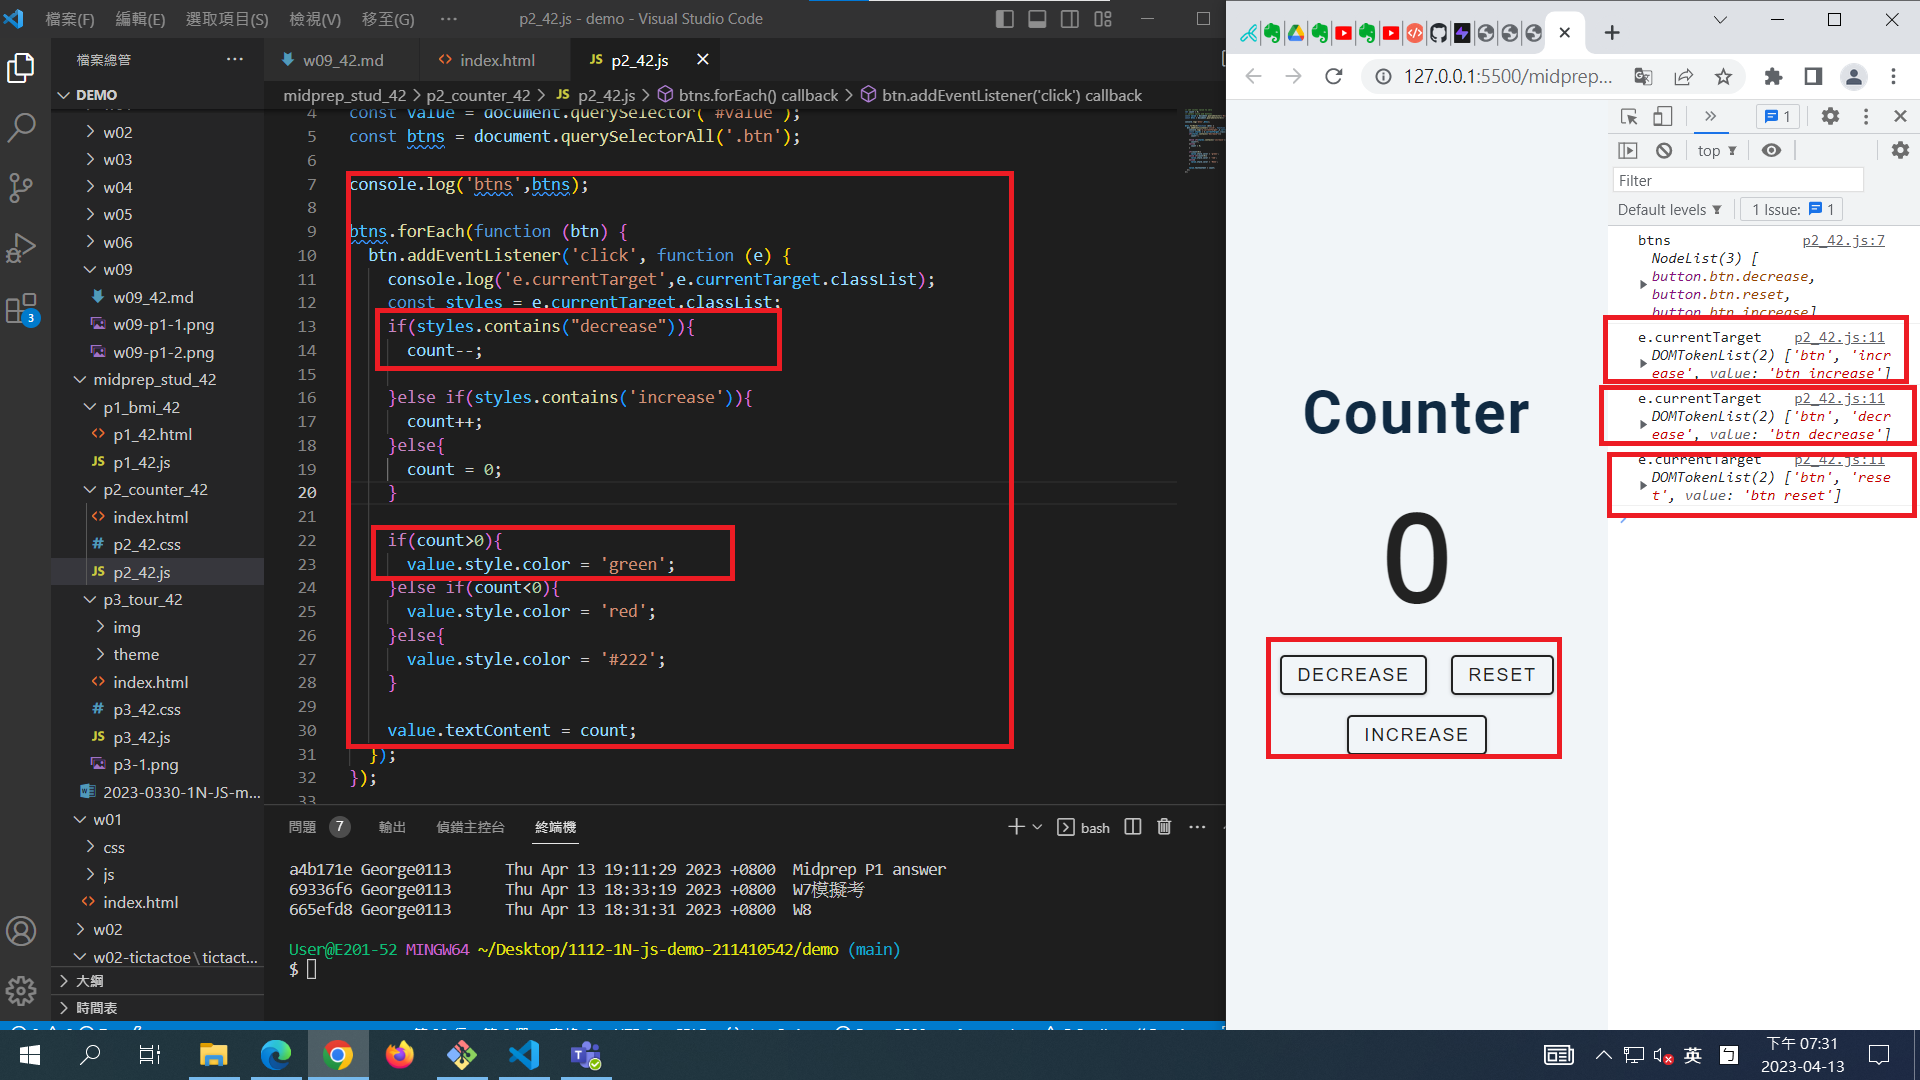 檔案(F) 編輯(E) 選取項目(S) 檢視(V) 移至(G) ··· p2_42.js - demo - Visual Studio Code
檔案總管 ···
DEMO
w02
w03
w04
w05
w06
w09
w09_42.md
w09-p1-1.png
w09-p1-2.png
midprep_stud_42
p1_bmi_42
p1_42.html
JS p1_42.js
p2_counter_42
index.html
# p2_42.css
JS p2_42.js
p3_tour_42
img
theme
index.html
# p3_42.css
JS p3_42.js
p3-1.png
2023-0330-1N-JS-m...
w01
css
js
index.html
w02
w02-tictactoe\tictact...
大綱
時間表
3
w09_42.md index.html JS p2_42.js
midprep_stud_42 > p2_counter_42 > JS p2_42.js > btns.forEach() callback > btn.addEventListener('click') callback
4 const value = document.querySelector('#value');
5 const btns = document.querySelectorAll('.btn');
6
7 console.log('btns',btns);
8
9 btns.forEach(function (btn) {
10 btn.addEventListener('click', function (e) {
11 console.log('e.currentTarget',e.currentTarget.classList);
12 const styles = e.currentTarget.classList;
13 if(styles.contains("decrease")){
14 count--;
15
16 }else if(styles.contains('increase')){
17 count++;
18 }else{
19 count = 0;
20 }
21
22 if(count>0){
23 value.style.color = 'green';
24 }else if(count<0){
25 value.style.color = 'red';
26 }else{
27 value.style.color = '#222';
28 }
29
30 value.textContent = count;
31 });
32 });
33
問題 7 輸出 偵錯主控台 終端機 bash ···
a4b171e George0113 Thu Apr 13 19:11:29 2023 +0800 Midprep P1 answer
69336f6 George0113 Thu Apr 13 18:33:19 2023 +0800 W7模擬考
665efd8 George0113 Thu Apr 13 18:31:31 2023 +0800 W8
User@E201-52 MINGW64 ~/Desktop/1112-1N-js-demo-211410542/demo (main)
$
127.0.0.1:5500/midprep...
Counter
0
DECREASE RESET
INCREASE
1
top
Filter
Default levels 1 Issue: 1
btns p2_42.js:7
NodeList(3) [
button.btn.decrease,
button.btn.reset,
button.btn.increase]
e.currentTarget p2_42.js:11
DOMTokenList(2) ['btn', 'incr
ease', value: 'btn increase']
e.currentTarget p2_42.js:11
DOMTokenList(2) ['btn', 'decr
ease', value: 'btn decrease']
e.currentTarget p2_42.js:11
DOMTokenList(2) ['btn', 'rese
t', value: 'btn reset']
英 ㄅ
下午 07:31
2023-04-13